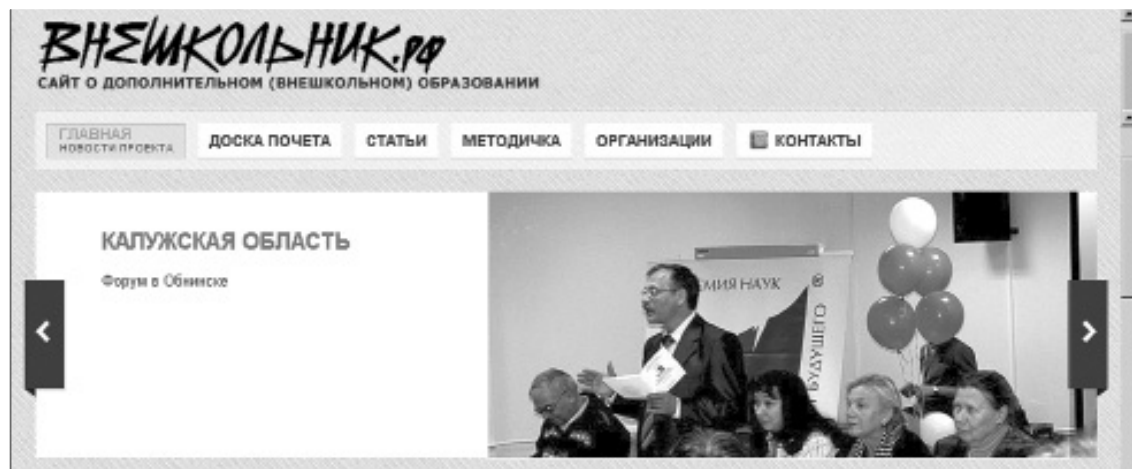 ВНЕШКОЛЬНИК.РФ
САЙТ О ДОПОЛНИТЕЛЬНОМ (ВНЕШКОЛЬНОМ) ОБРАЗОВАНИИ
ГЛАВНАЯ
НОВОСТИ ПРОЕКТА
ДОСКА ПОЧЕТА
СТАТЬИ
МЕТОДИЧКА
ОРГАНИЗАЦИИ
КОНТАКТЫ
КАЛУЖСКАЯ ОБЛАСТЬ
Форум в Обнинске
МИЯ НАУК
БУДУЩЕГО